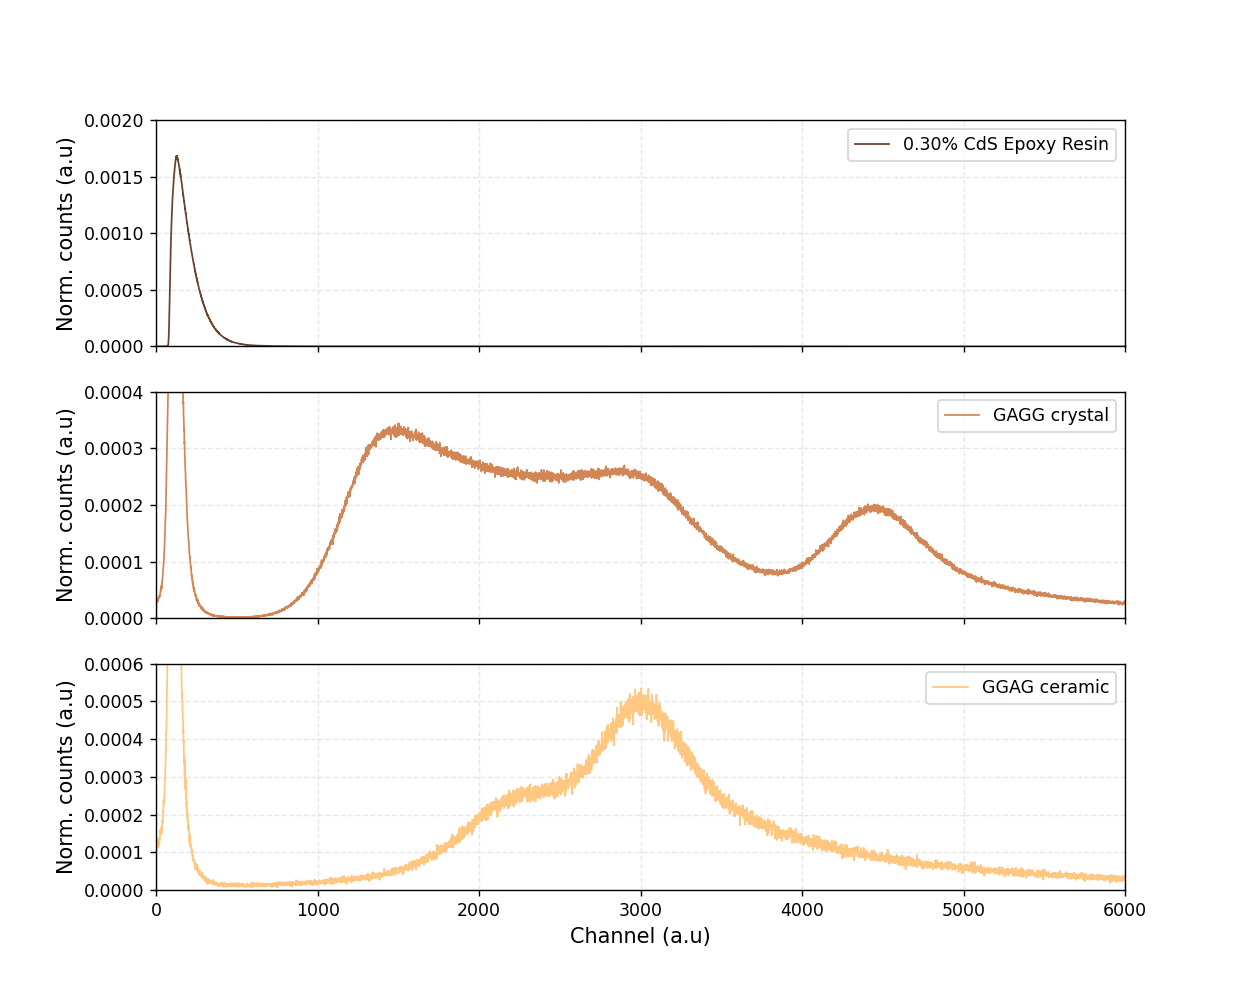 0.0020
0.0015
0.0010
0.0005
0.0000
Norm. counts (a.u)
0.30% CdS Epoxy Resin
0.0004
0.0003
0.0002
0.0001
0.0000
Norm. counts (a.u)
GAGG crystal
0.0006
0.0005
0.0004
0.0003
0.0002
0.0001
0.0000
Norm. counts (a.u)
GGAG ceramic
0 1000 2000 3000 4000 5000 6000
Channel (a.u)